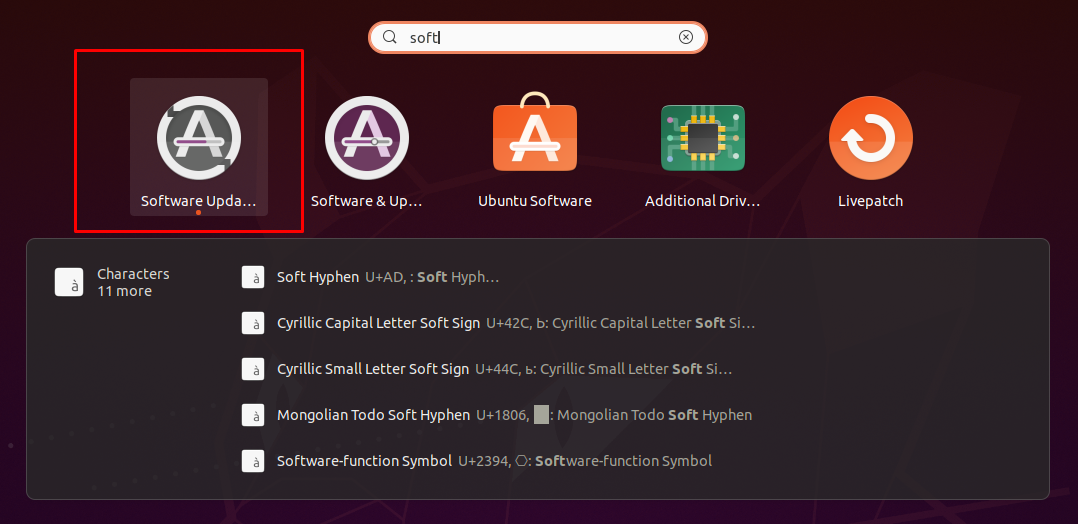 soft
Software Upda…
Software & Up…
Ubuntu Software
Additional Driv…
Livepatch
Characters
11 more
Soft Hyphen U+AD, : Soft Hyph…
Cyrillic Capital Letter Soft Sign U+42C, Ь: Cyrillic Capital Letter Soft Si…
Cyrillic Small Letter Soft Sign U+44C, ь: Cyrillic Small Letter Soft Si…
Mongolian Todo Soft Hyphen U+1806, : Mongolian Todo Soft Hyphen
Software-function Symbol U+2394, ⎔: Software-function Symbol